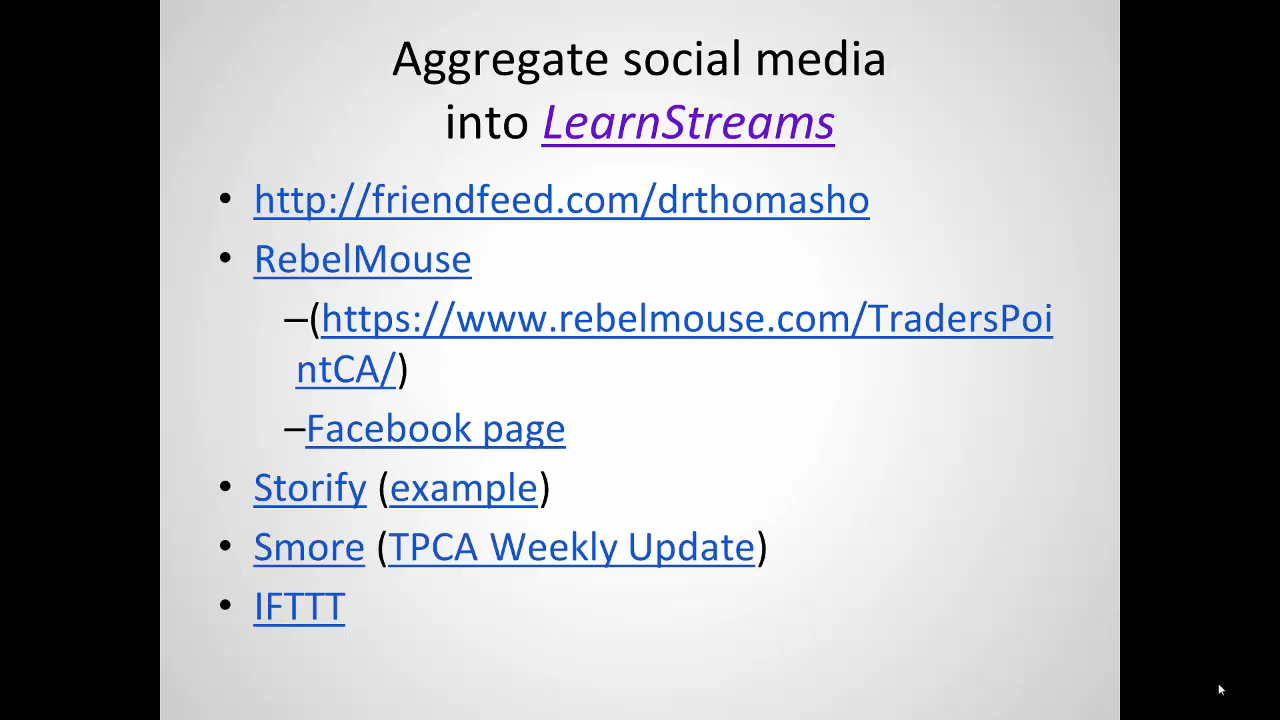 Aggregate social media
into LearnStreams
• http://friendfeed.com/drthomasho
• RebelMouse
–(https://www.rebelmouse.com/TradersPoi
ntCA/)
–Facebook page
• Storify (example)
• Smore (TPCA Weekly Update)
• IFTTT